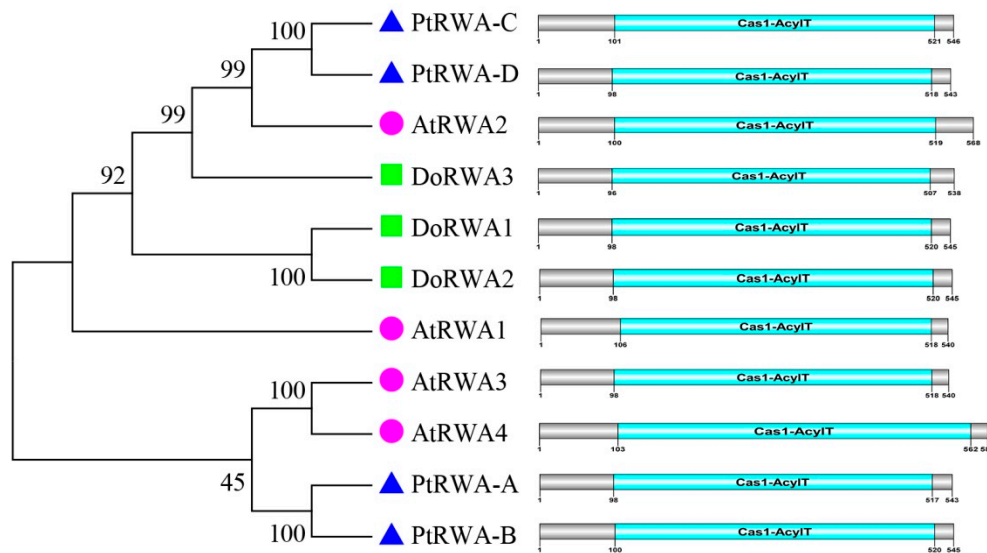 100 PtRWA-C Cas1-AcylT
1 101 521 546
99 PtRWA-D Cas1-AcylT
1 98 518 543
99 AtRWA2 Cas1-AcylT
1 100 519 568
92 DoRWA3 Cas1-AcylT
1 96 507 538
DoRWA1 Cas1-AcylT
1 98 520 545
100 DoRWA2 Cas1-AcylT
1 98 520 545
AtRWA1 Cas1-AcylT
1 106 518 540
100 AtRWA3 Cas1-AcylT
1 98 518 540
AtRWA4 Cas1-AcylT
1 103 562
45 PtRWA-A Cas1-AcylT
1 98 517 543
100 PtRWA-B Cas1-AcylT
1 100 520 545